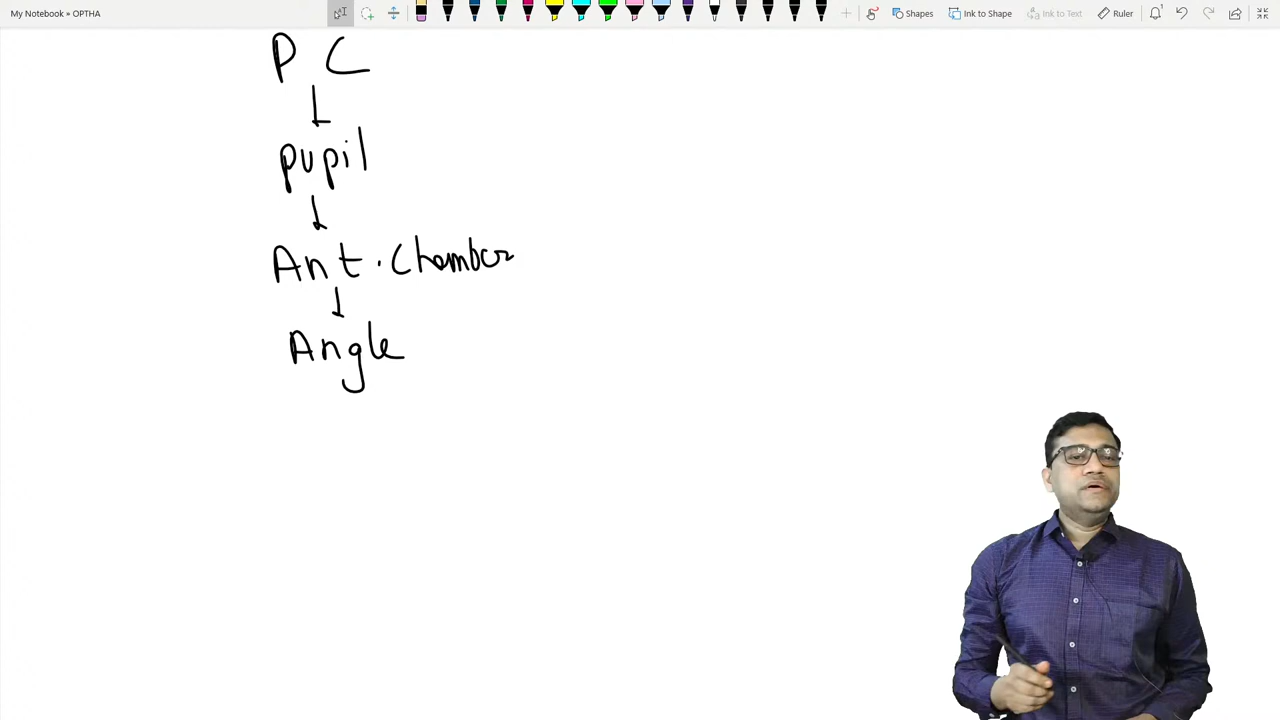 My Notebook » OPTHA
Shapes
Ink to Shape
Ink to Text
Ruler
P C
pupil
Ant. Chamber
Angle